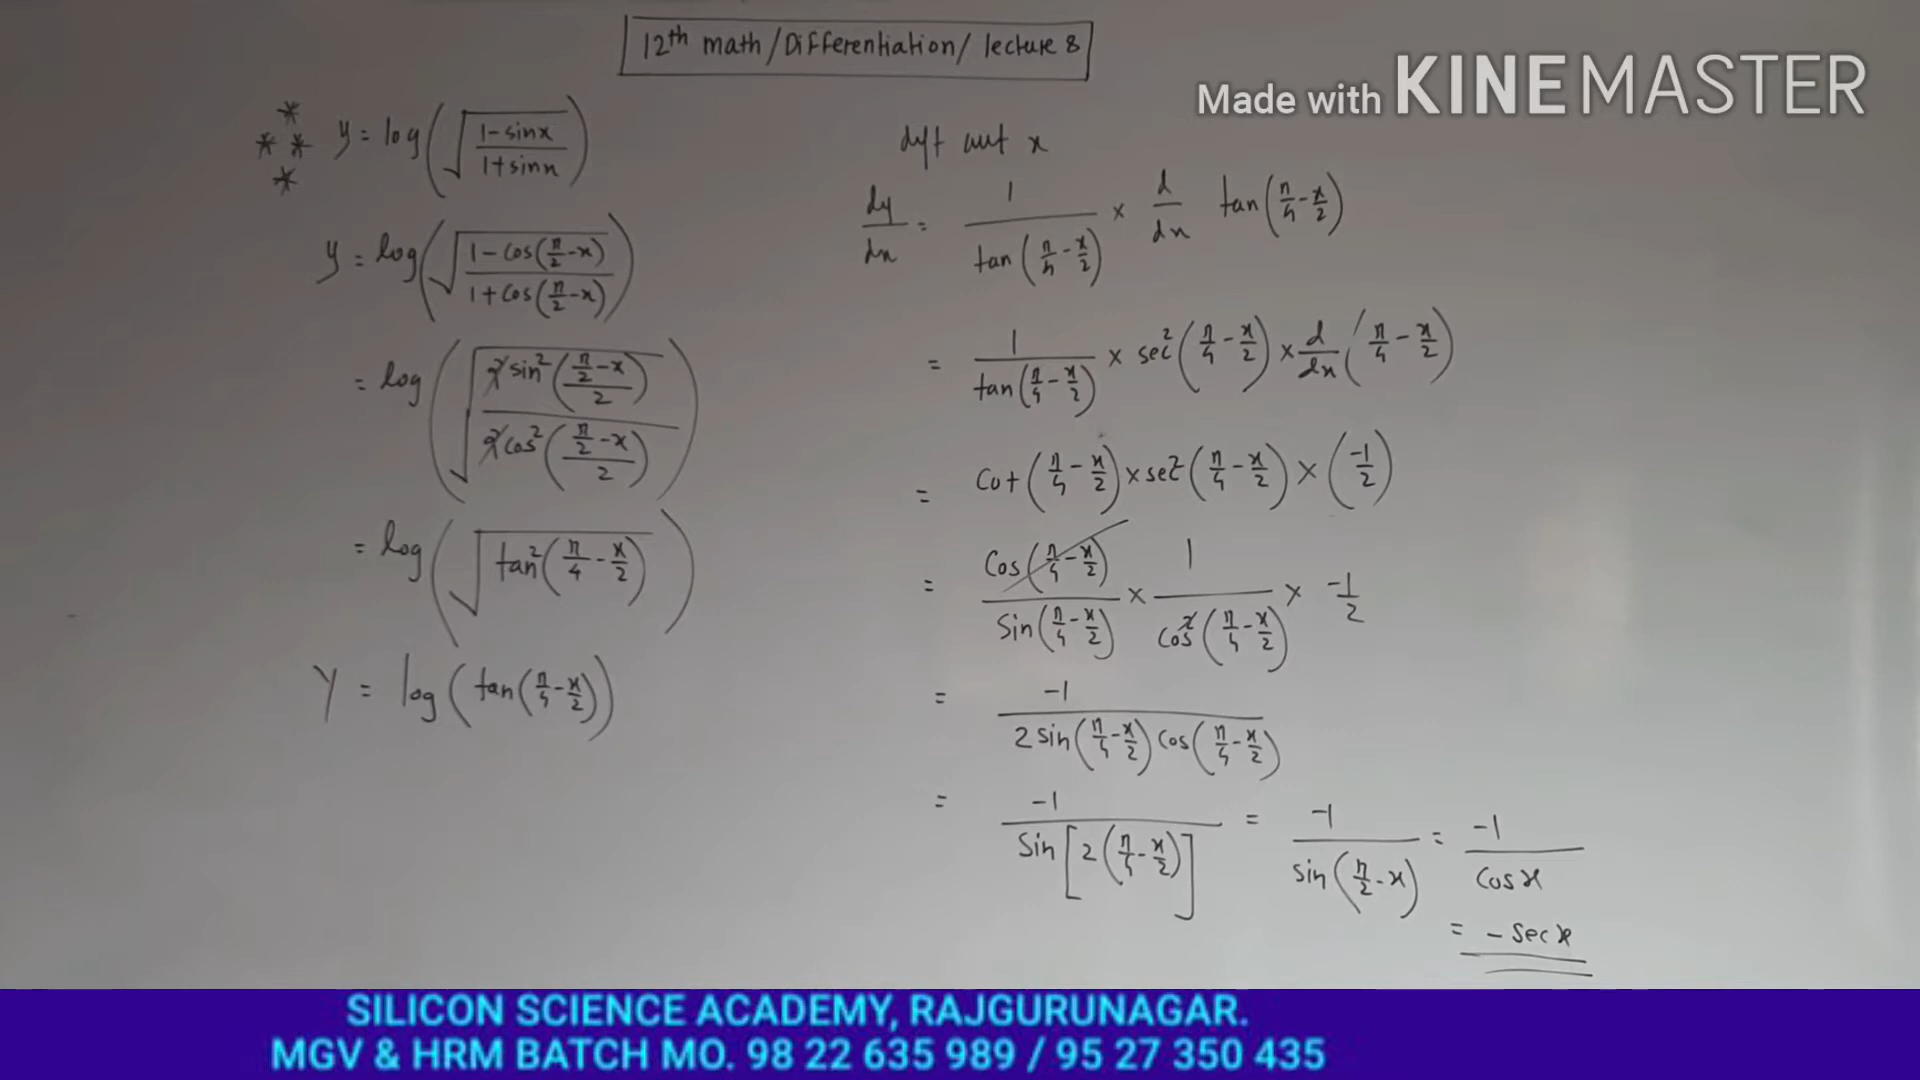 12th math/Differentiation/ lecture 8
Made with KINEMASTER
y = log(√((1-sinx)/(1+sinx)))
y = log(√((1-cos(π/2-x))/(1+cos(π/2-x))))
= log(√((2sin²((π/2-x)/2))/(2cos²((π/2-x)/2))))
= log(√(tan²(π/4-x/2)))
Y = log(tan(π/4-x/2))
diff wrt x
dy/dx = 1/tan(π/4-x/2) × d/dx tan(π/4-x/2)
= 1/tan(π/4-x/2) × sec²(π/4-x/2) × d/dx(π/4-x/2)
= cot(π/4-x/2) × sec²(π/4-x/2) × (-1/2)
= cos(π/4-x/2)/sin(π/4-x/2) × 1/cos²(π/4-x/2) × -1/2
= -1/(2sin(π/4-x/2)cos(π/4-x/2))
= -1/sin[2(π/4-x/2)] = -1/sin(π/2-x) = -1/cosx
= -secx
SILICON SCIENCE ACADEMY, RAJGURUNAGAR.
MGV & HRM BATCH MO. 98 22 635 989 / 95 27 350 435